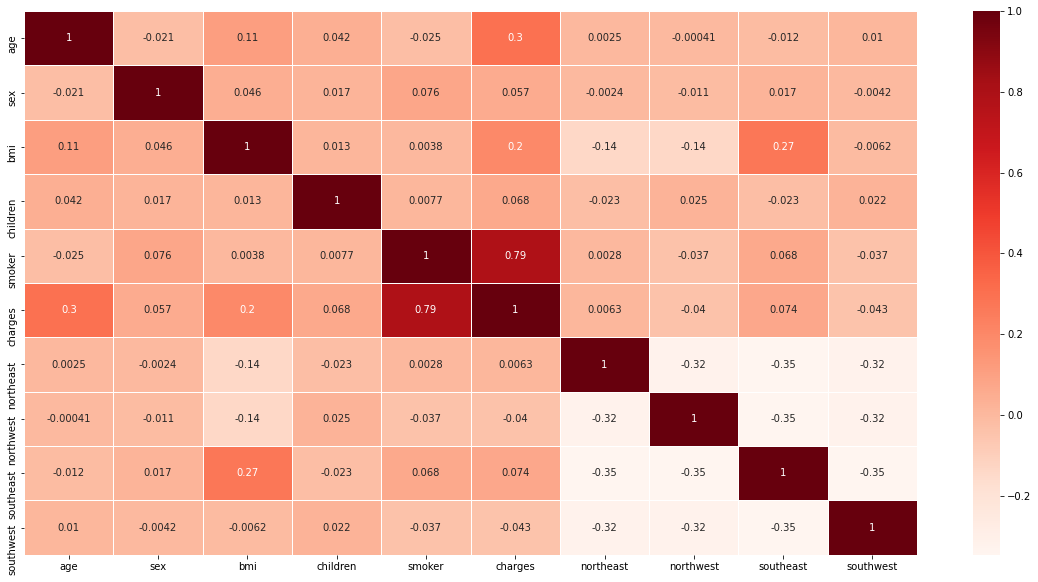 age 1 -0.021 0.11 0.042 -0.025 0.3 0.0025 -0.00041 -0.012 0.01
sex -0.021 1 0.046 0.017 0.076 0.057 -0.0024 -0.011 0.017 -0.0042
bmi 0.11 0.046 1 0.013 0.0038 0.2 -0.14 -0.14 0.27 -0.0062
children 0.042 0.017 0.013 1 0.0077 0.068 -0.023 0.025 -0.023 0.022
smoker -0.025 0.076 0.0038 0.0077 1 0.79 0.0028 -0.037 0.068 -0.037
charges 0.3 0.057 0.2 0.068 0.79 1 0.0063 -0.04 0.074 -0.043
northeast 0.0025 -0.0024 -0.14 -0.023 0.0028 0.0063 1 -0.32 -0.35 -0.32
northwest -0.00041 -0.011 -0.14 0.025 -0.037 -0.04 -0.32 1 -0.35 -0.32
southeast -0.012 0.017 0.27 -0.023 0.068 0.074 -0.35 -0.35 1 -0.35
southwest 0.01 -0.0042 -0.0062 0.022 -0.037 -0.043 -0.32 -0.32 -0.35 1
age sex bmi children smoker charges northeast northwest southeast southwest
1.0
0.8
0.6
0.4
0.2
0.0
−0.2